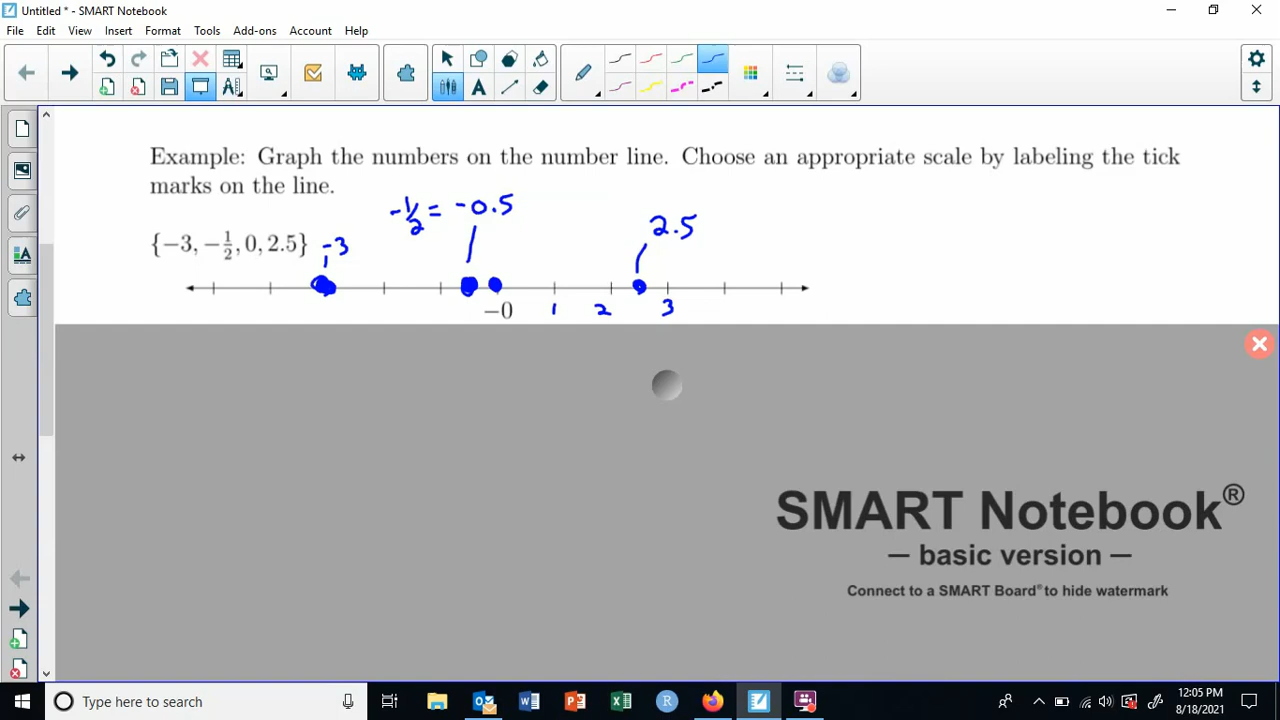 Untitled * - SMART Notebook
File Edit View Insert Format Tools Add-ons Account Help
Example: Graph the numbers on the number line. Choose an appropriate scale by labeling the tick
marks on the line.
-1/2 = -0.5
2.5
{−3, −1/2, 0, 2.5} -3
−0 1 2 3
SMART Notebook®
— basic version —
Connect to a SMART Board® to hide watermark
Type here to search
12:05 PM
8/18/2021